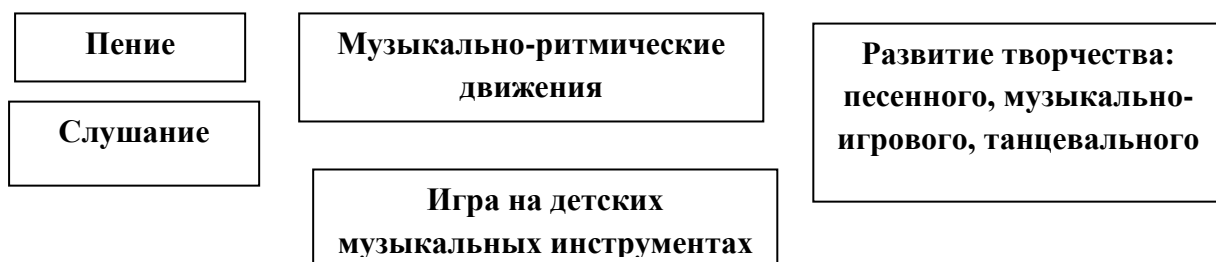 Пение
Слушание
Музыкально-ритмические
движения
Игра на детских
музыкальных инструментах
Развитие творчества:
песенного, музыкально-
игрового, танцевального